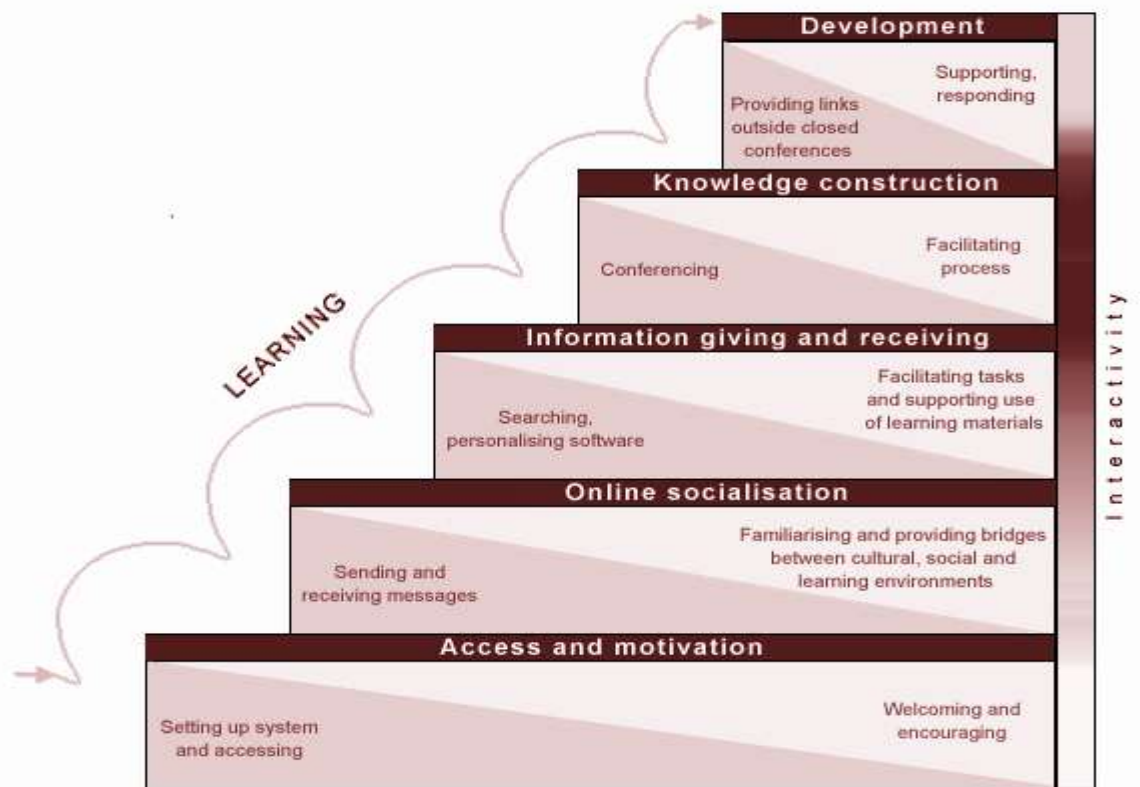 Development
Supporting,
responding
Providing links
outside closed
conferences
Knowledge construction
Facilitating
process
Conferencing
LEARNING
Information giving and receiving
Facilitating tasks
and supporting use
of learning materials
Searching,
personalising software
Interactivity
Online socialisation
Familiarising and providing bridges
between cultural, social and
learning environments
Sending and
receiving messages
Access and motivation
Welcoming and
encouraging
Setting up system
and accessing